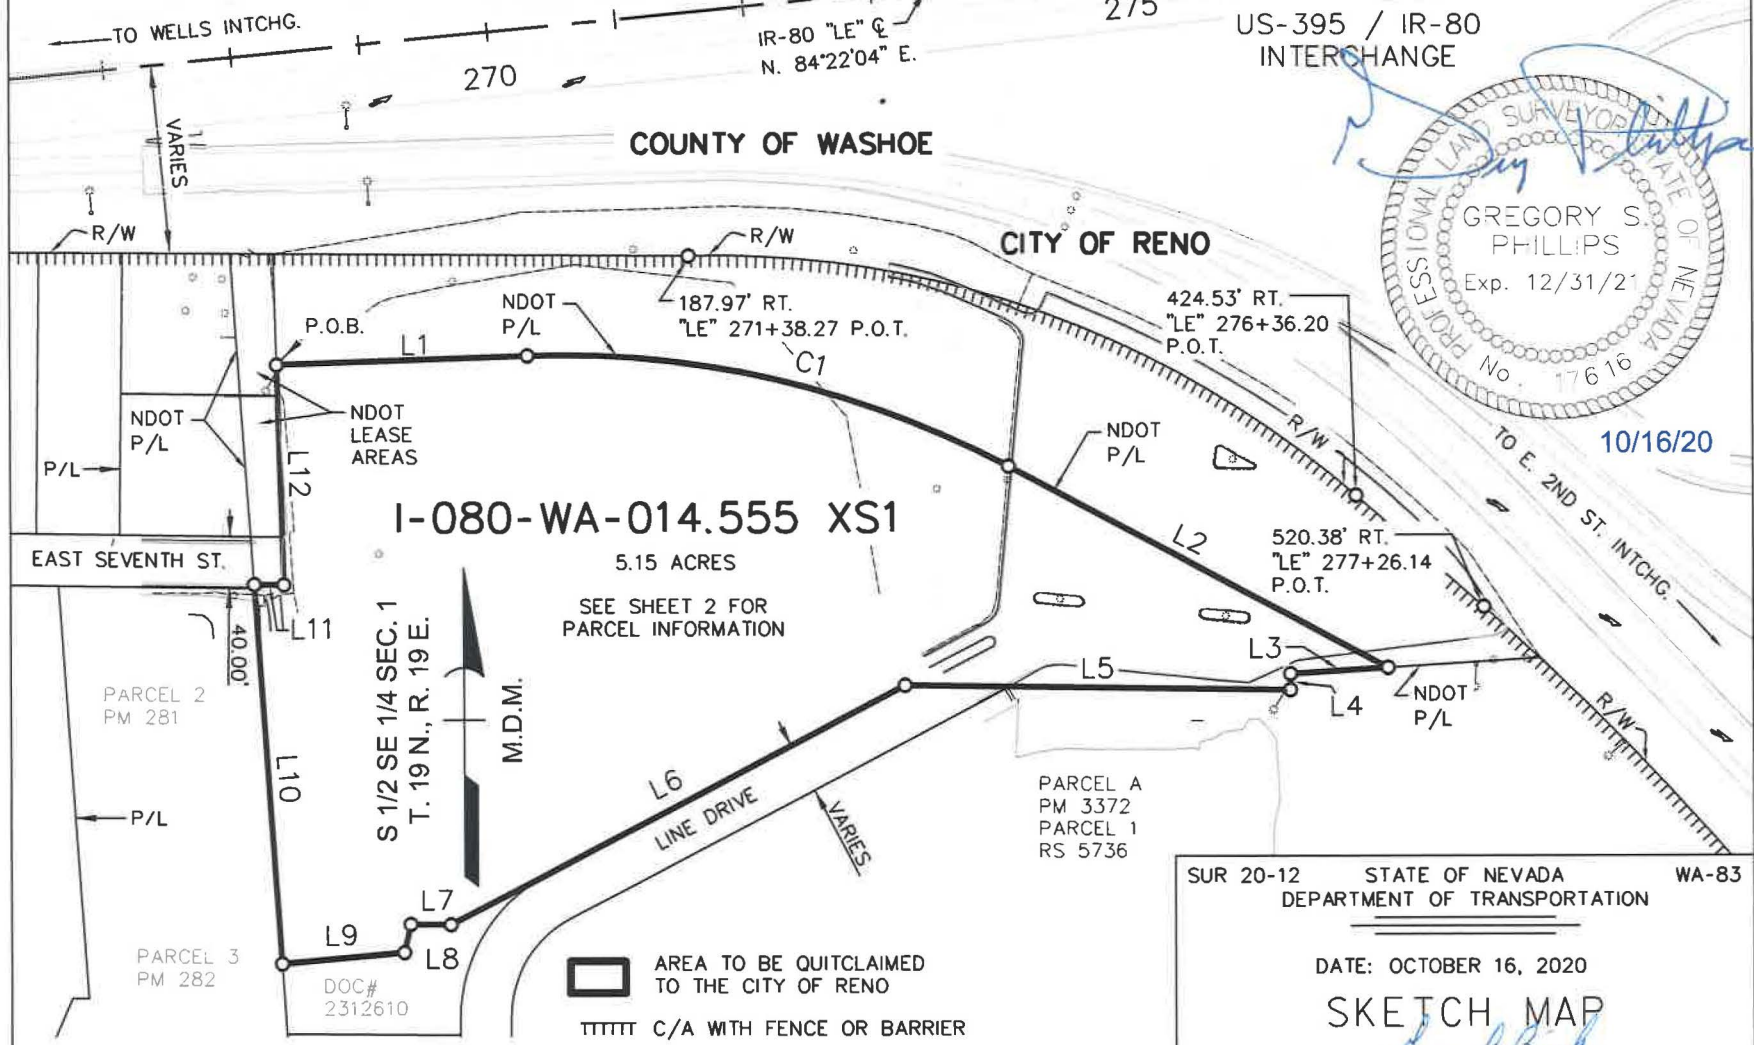 TO WELLS INTCHG.
270
IR-80 "LE" ℄
N. 84°22'04" E.
275
US-395 / IR-80
INTERCHANGE
VARIES
COUNTY OF WASHOE
PROFESSIONAL LAND SURVEYOR STATE OF NEVADA
GREGORY S.
PHILLIPS
Exp. 12/31/21
No. 17616
10/16/20
R/W
R/W
CITY OF RENO
187.97' RT.
"LE" 271+38.27 P.O.T.
424.53' RT.
"LE" 276+36.20
P.O.T.
NDOT
P/L
P.O.B.
L1
C1
NDOT
P/L
NDOT
LEASE
AREAS
P/L
L12
NDOT
P/L
R/W
TO E. 2ND ST. INTCHG.
I-080-WA-014.555 XS1
5.15 ACRES
SEE SHEET 2 FOR
PARCEL INFORMATION
L2
520.38' RT.
"LE" 277+26.14
P.O.T.
EAST SEVENTH ST.
L11
40.00'
S 1/2 SE 1/4 SEC. 1
T. 19 N., R. 19 E.
M.D.M.
L3
L5
L4
NDOT
P/L
R/W
PARCEL 2
PM 281
L10
P/L
L6
LINE DRIVE
VARIES
PARCEL A
PM 3372
PARCEL 1
RS 5736
L7
L9
L8
PARCEL 3
PM 282
DOC#
2312610
AREA TO BE QUITCLAIMED
TO THE CITY OF RENO
C/A WITH FENCE OR BARRIER
SUR 20-12
STATE OF NEVADA
WA-83
DEPARTMENT OF TRANSPORTATION
DATE: OCTOBER 16, 2020
SKETCH MAP